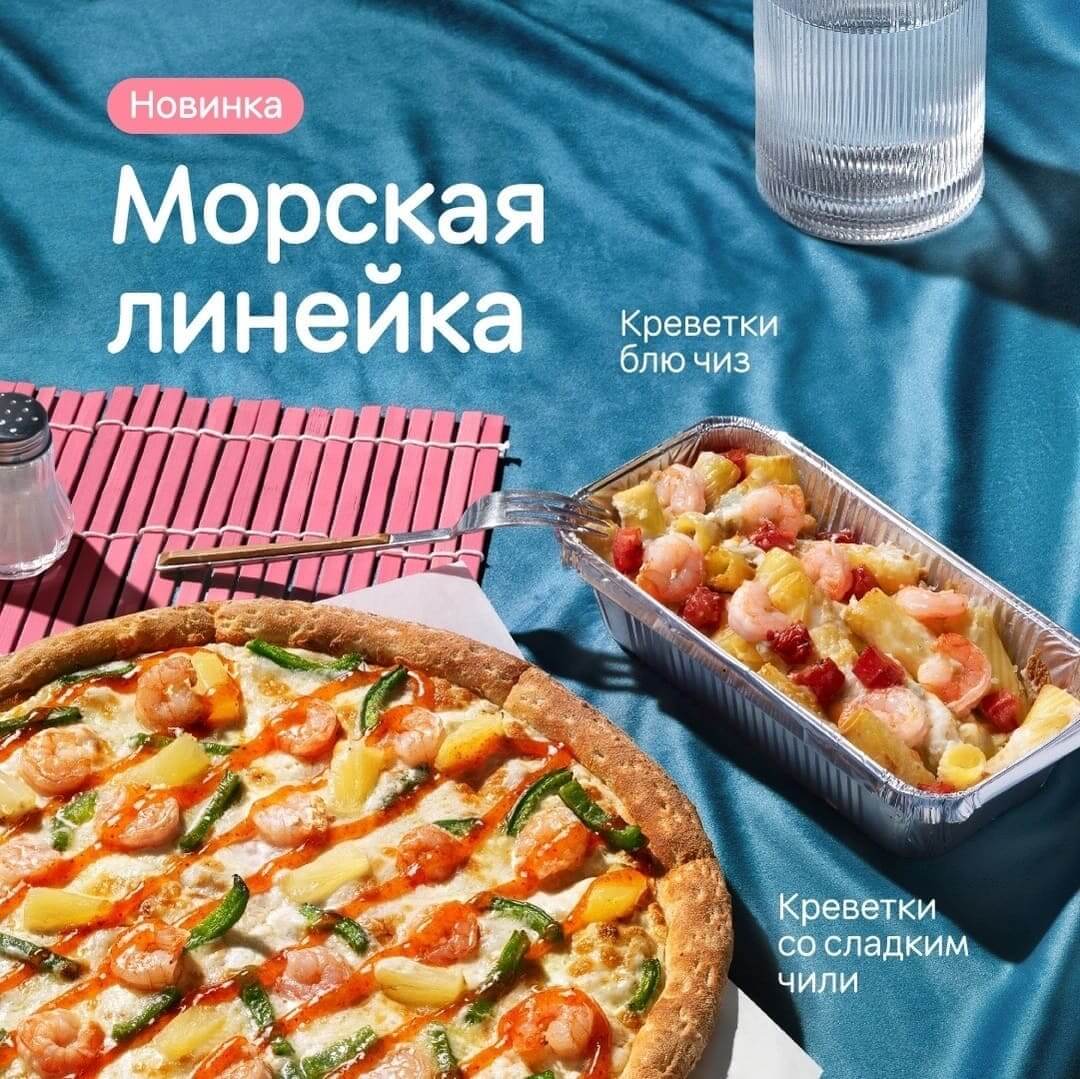 Новинка
Морская
линейка
Креветки
блю чиз
Креветки
со сладким
чили